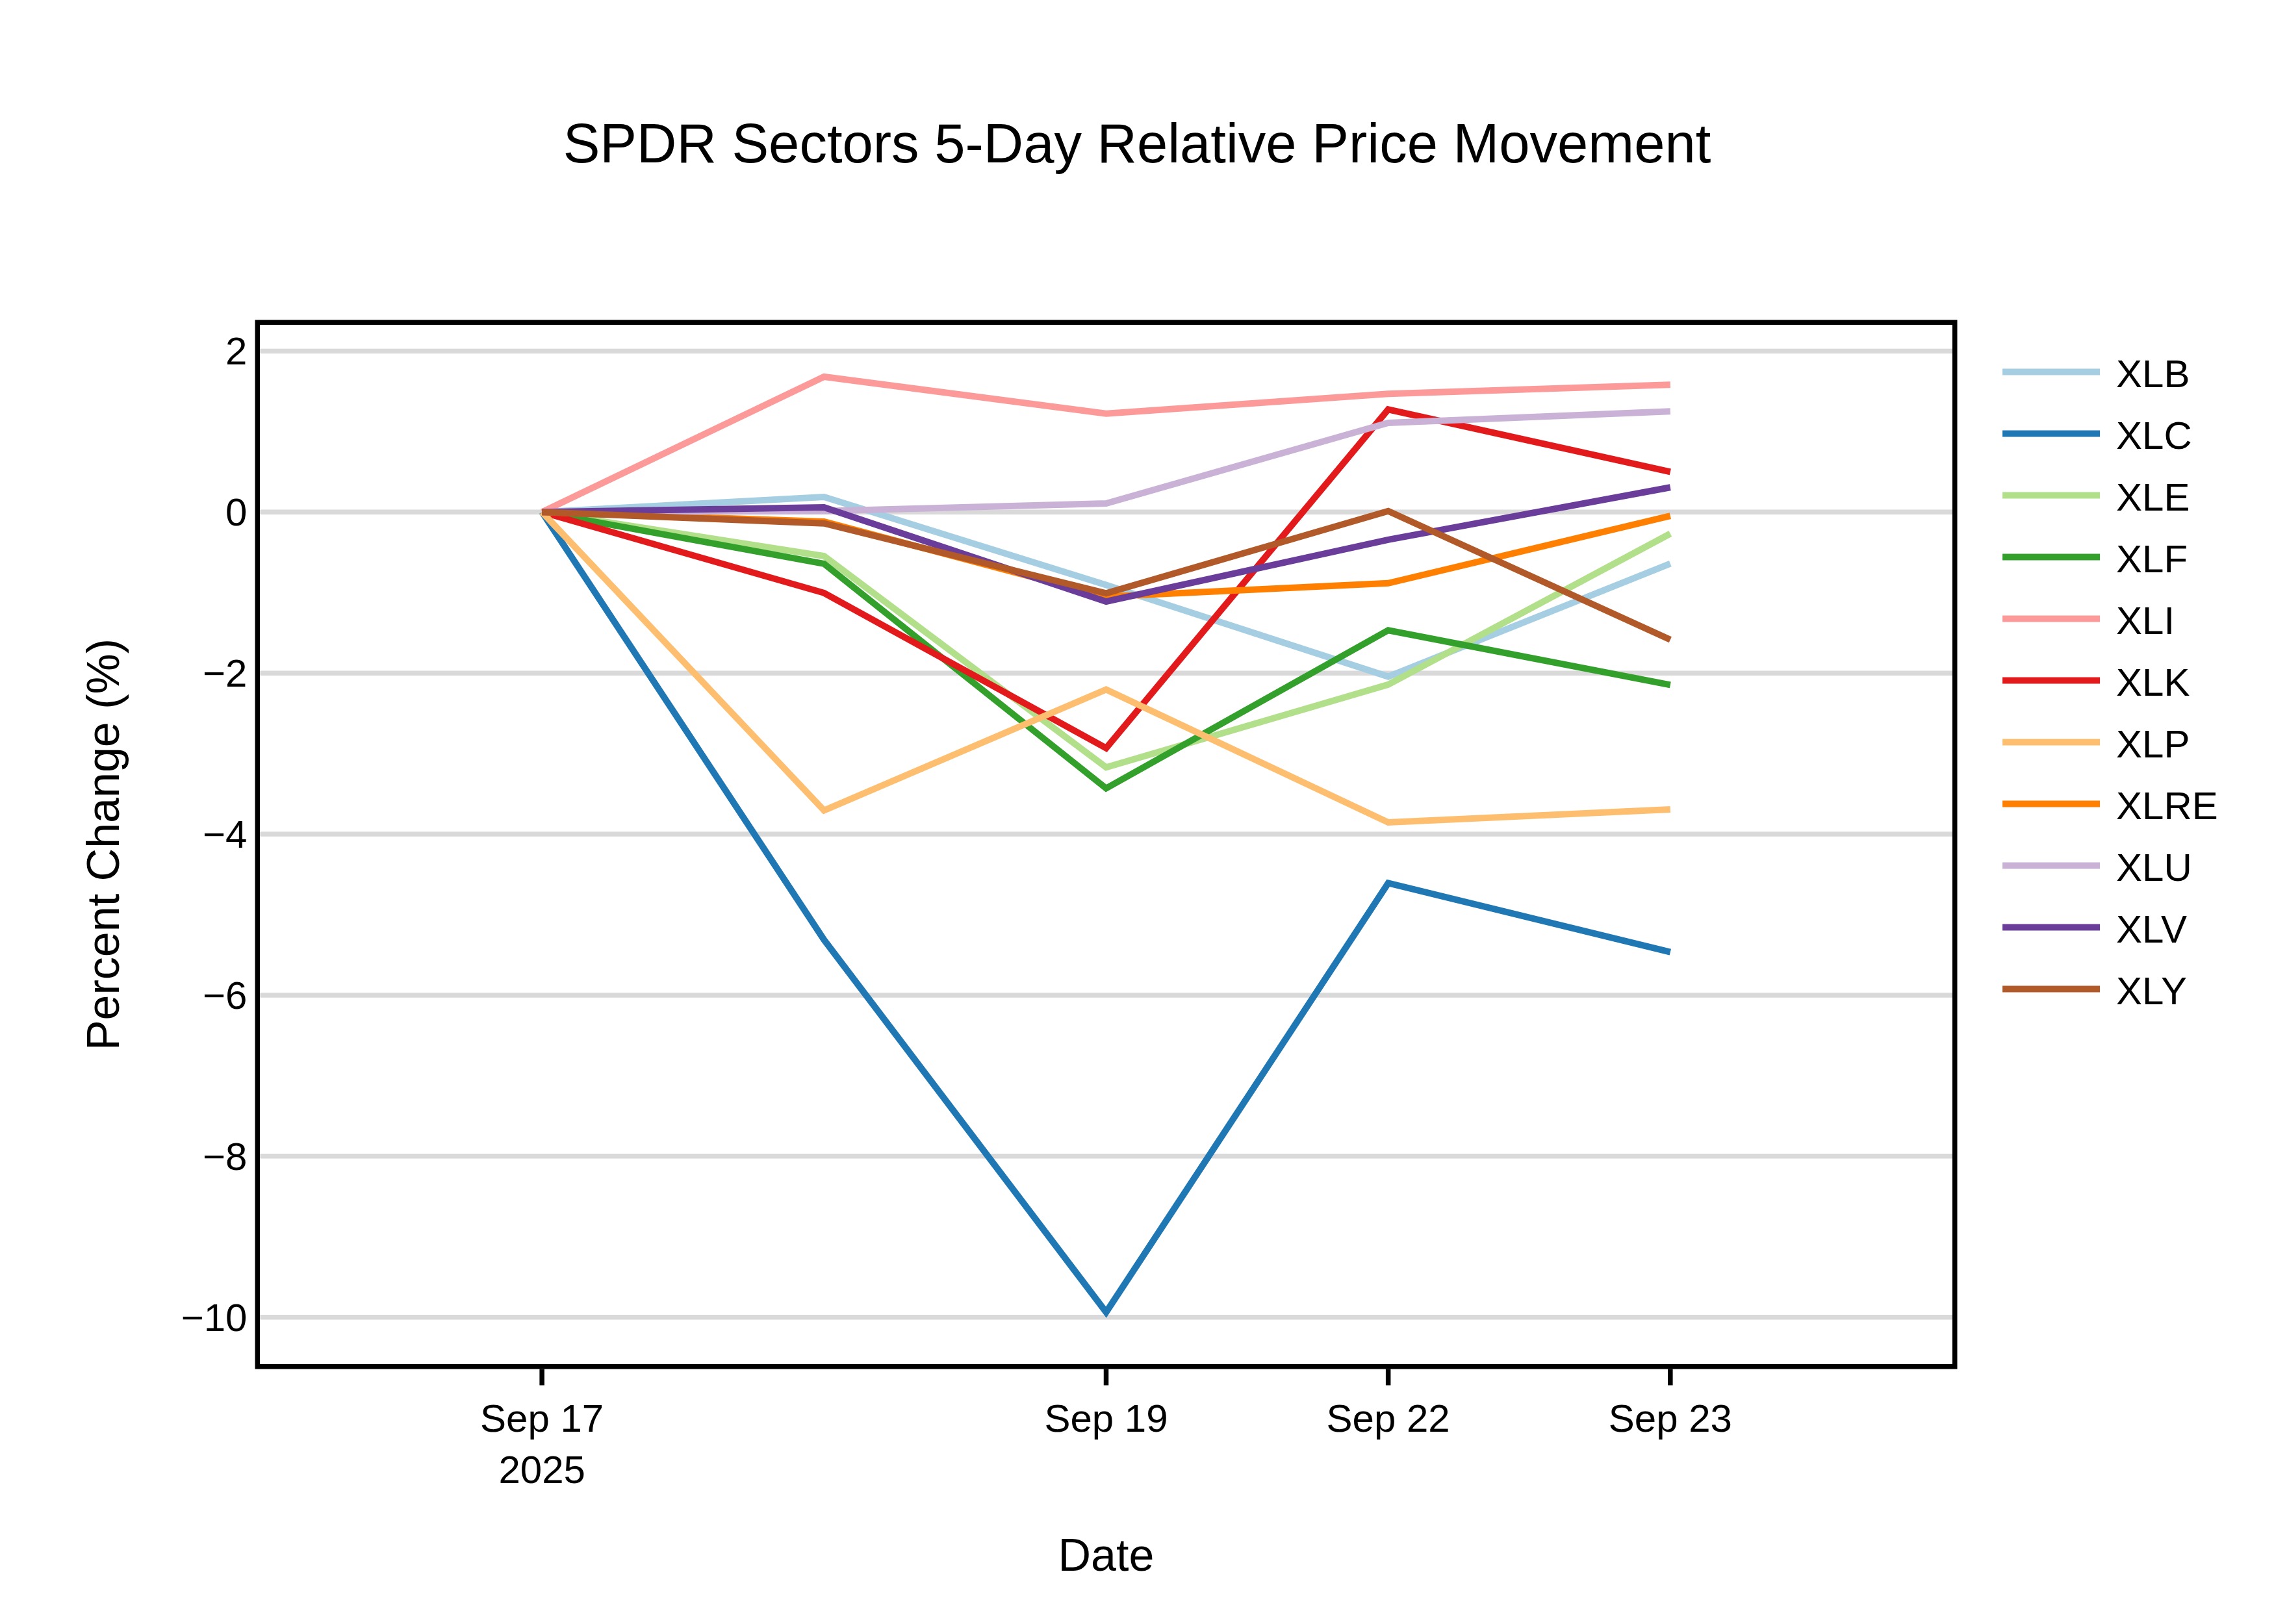 SPDR Sectors 5-Day Relative Price Movement
Percent Change (%)
2
0
−2
−4
−6
−8
−10
Sep 17
2025
Sep 19
Sep 22
Sep 23
Date
XLB
XLC
XLE
XLF
XLI
XLK
XLP
XLRE
XLU
XLV
XLY